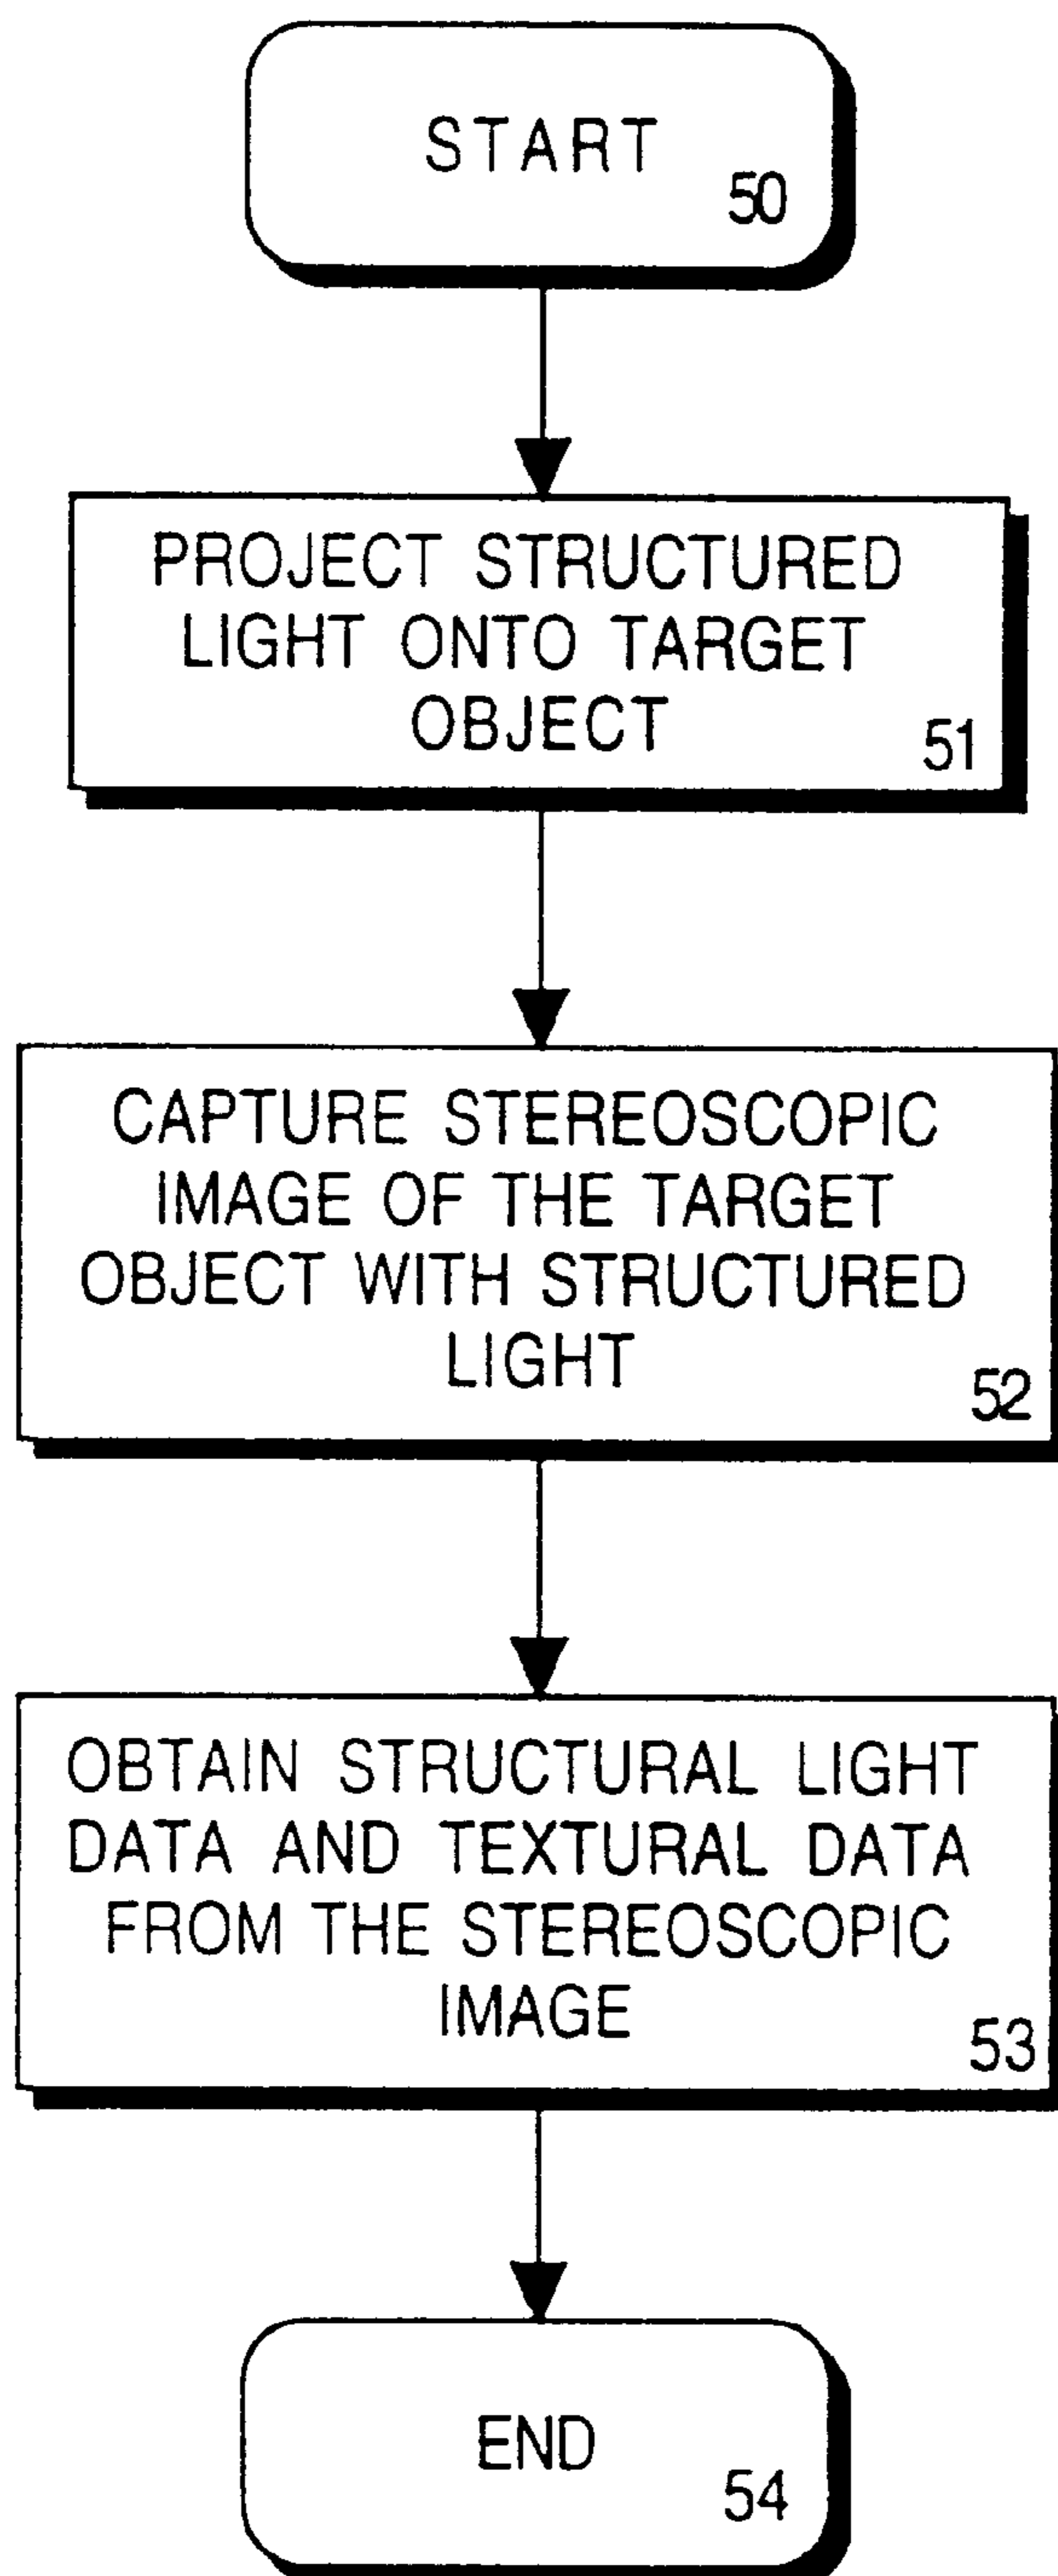 START
50
PROJECT STRUCTURED
LIGHT ONTO TARGET
OBJECT
51
CAPTURE STEREOSCOPIC
IMAGE OF THE TARGET
OBJECT WITH STRUCTURED
LIGHT
52
OBTAIN STRUCTURAL LIGHT
DATA AND TEXTURAL DATA
FROM THE STEREOSCOPIC
IMAGE
53
END
54